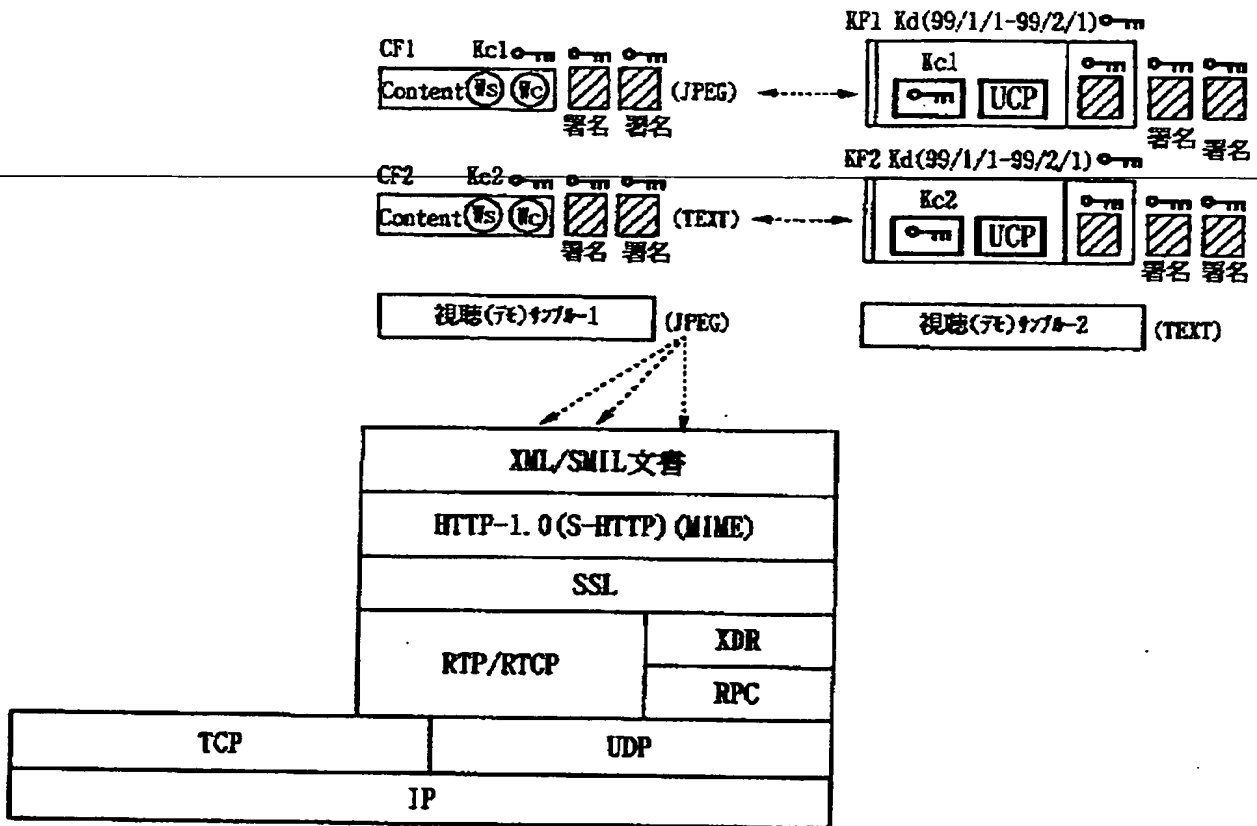 KF1 Kd(99/1/1-99/2/1)
CF1 Kc1
Content Ws Wc (JPEG)
署名 署名
Kc1
UCP
署名 署名
KF2 Kd(99/1/1-99/2/1)
CF2 Kc2
Content Ws Wc (TEXT)
署名 署名
Kc2
UCP
署名 署名
視聴(デモ)サンプル-1 (JPEG)
視聴(デモ)サンプル-2 (TEXT)
XML/SMIL文書
HTTP-1.0(S-HTTP)(MIME)
SSL
RTP/RTCP
XDR
RPC
TCP UDP
IP